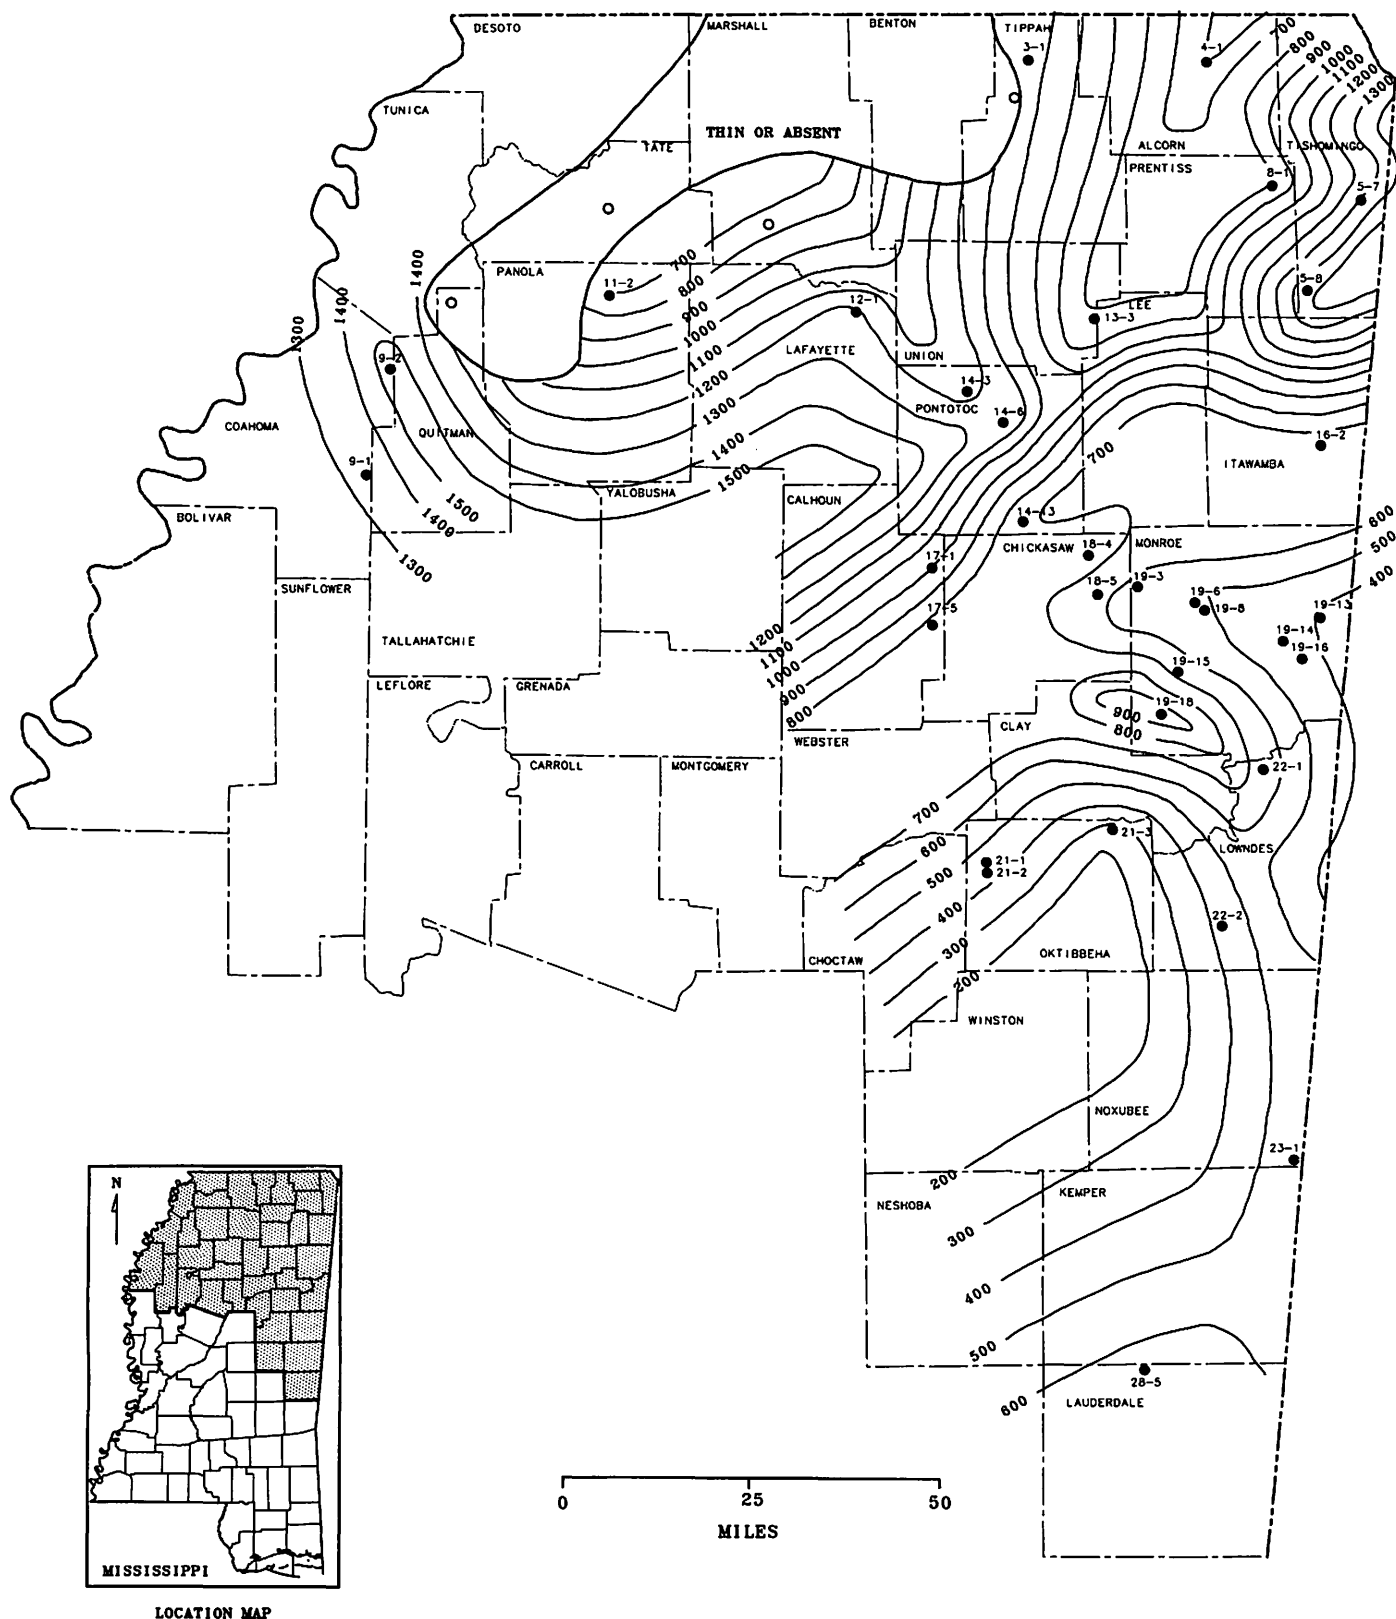 DESOTO
MARSHALL
BENTON
TIPPAH
3-1
4-1
700
800
900
1000
1100
1200
1300
TUNICA
THIN OR ABSENT
TATE
ALCORN
TISHOMINGO
PRENTISS
8-1
5-7
1400
1400
1300
PANOLA
11-2
700
800
900
1000
1100
1200
1300
1400
1500
12-1
LAFAYETTE
UNION
LEE
13-3
5-8
9-2
COAHOMA
QUITMAN
9-1
14-3
PONTOTOC
14-6
700
16-2
ITAWAMBA
1500
1400
1300
BOLIVAR
YALOBUSHA
CALHOUN
14-13
CHICKASAW
18-4
MONROE
600
500
400
17-1
17-5
18-5
19-3
19-6
19-8
19-13
19-14
19-16
SUNFLOWER
TALLAHATCHIE
1200
1100
1000
900
800
19-15
19-18
900
800
LEFLORE
GRENADA
WEBSTER
CLAY
CARROLL
MONTGOMERY
22-1
700
600
500
400
300
200
21-3
21-1
21-2
LOWNDES
22-2
CHOCTAW
OKTIBBEHA
WINSTON
NOXUBEE
23-1
200
300
400
500
600
NESHOBA
KEMPER
28-5
LAUDERDALE
N
MISSISSIPPI
LOCATION MAP
0 25 50
MILES